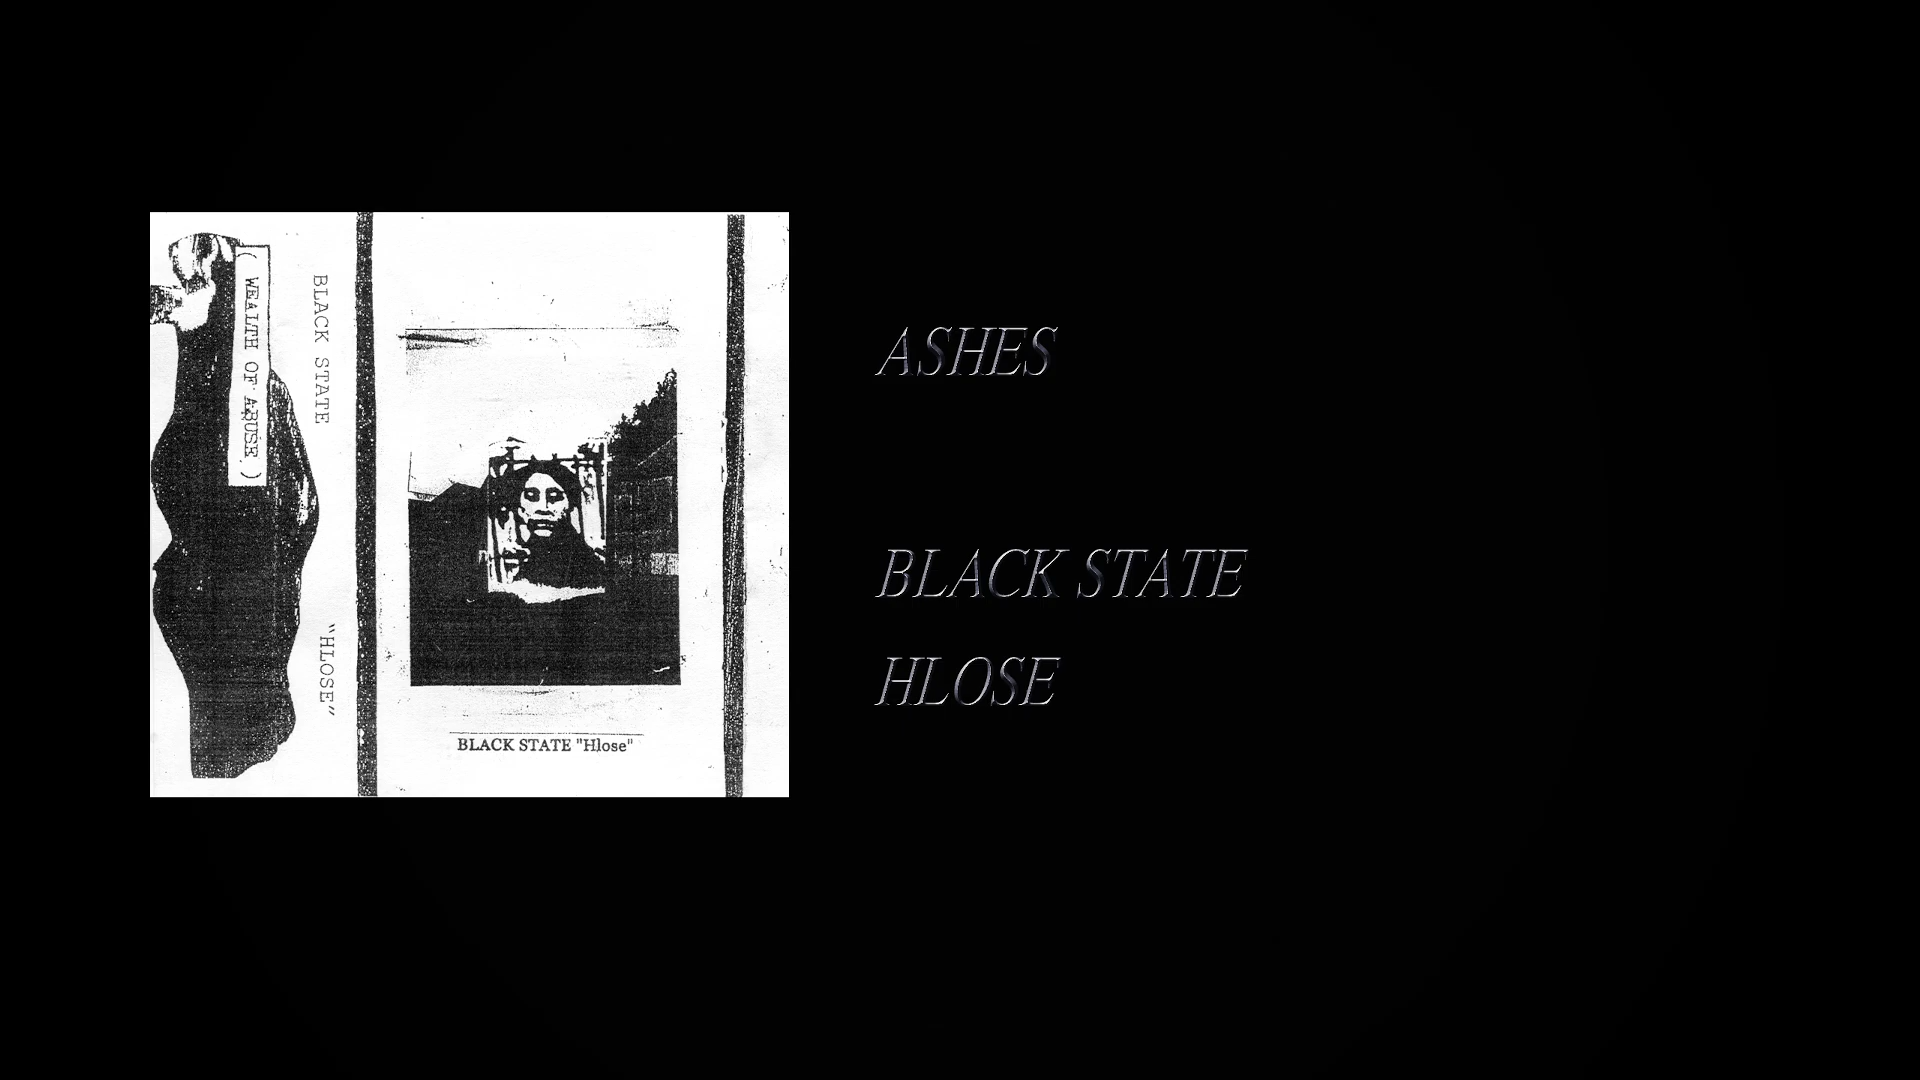 ( WEALTH OF ABUSE )
BLACK STATE
"HLOSE"
BLACK STATE "Hlose"
ASHES
BLACK STATE
HLOSE